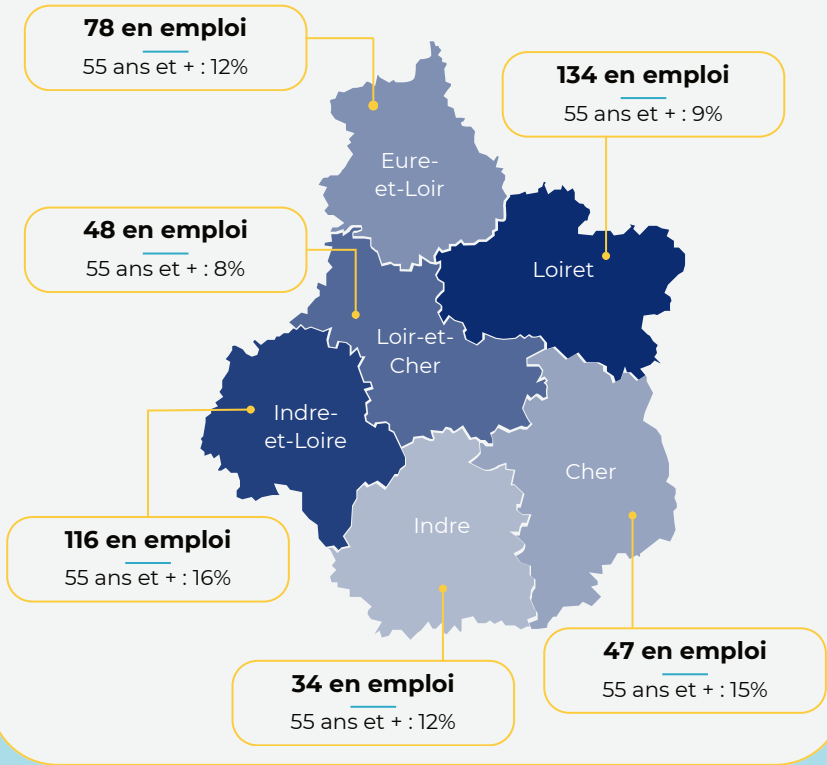 78 en emploi
55 ans et + : 12%
134 en emploi
55 ans et + : 9%
Eure-
et-Loir
48 en emploi
55 ans et + : 8%
Loiret
Loir-et-
Cher
Indre-
et-Loire
Cher
Indre
116 en emploi
55 ans et + : 16%
47 en emploi
55 ans et + : 15%
34 en emploi
55 ans et + : 12%